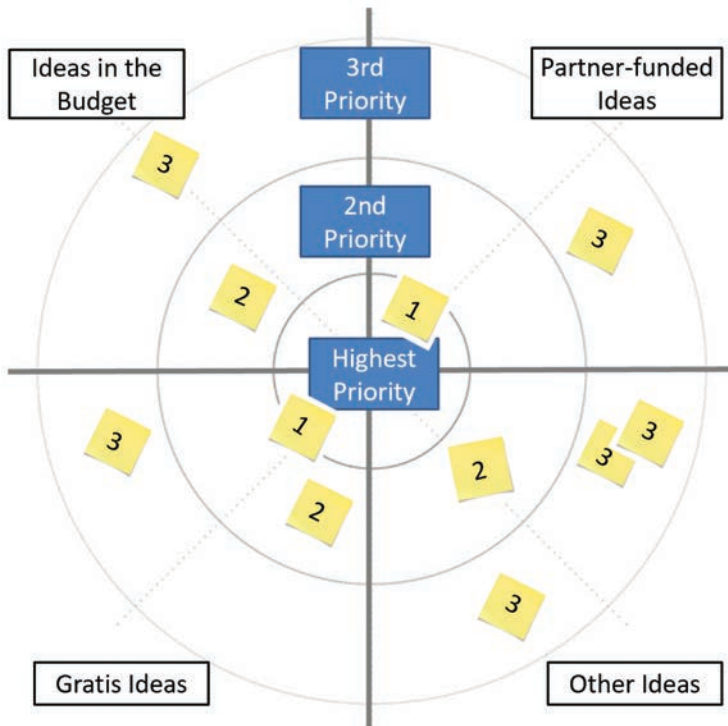 Ideas in the
Budget
3rd
Priority
Partner-funded
Ideas
3
2nd
Priority
3
2
1
Highest
Priority
3
1
3
3
2
2
3
Gratis Ideas
Other Ideas